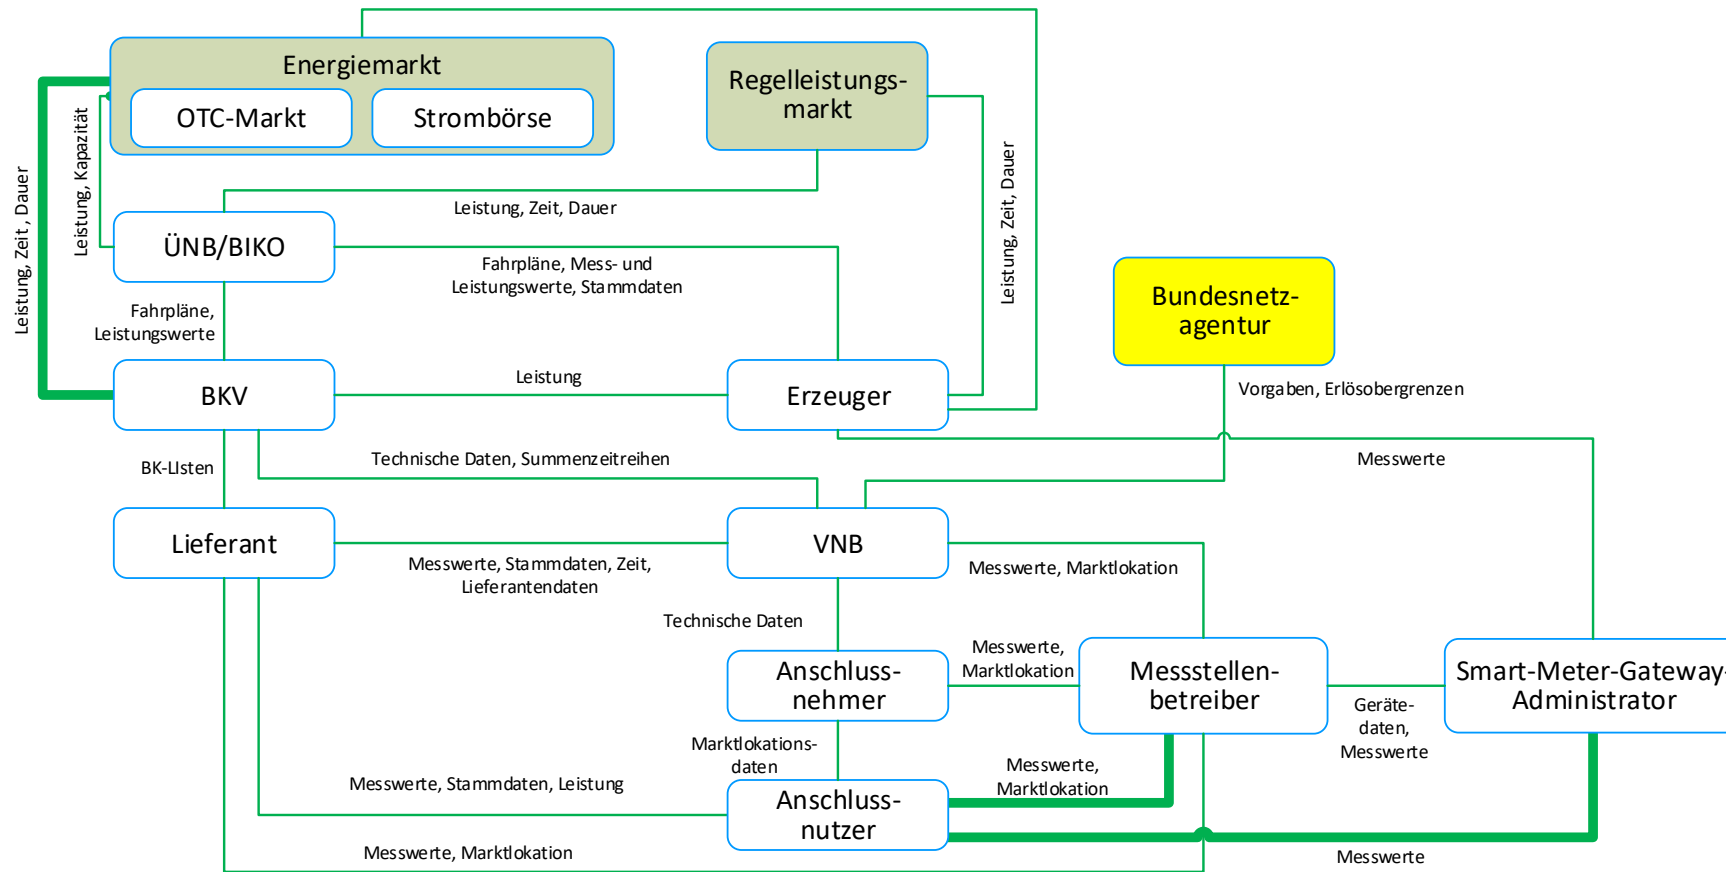 Energiemarkt
OTC-Markt
Strombörse
Regelleistungs-
markt
Leistung, Zeit , Dauer
Leistung, Kapazität
Leistung, Zeit, Dauer
Leistung, Zeit, Dauer
ÜNB/BIKO
Fahrpläne, Mess- und
Leistungswerte, Stammdaten
Bundesnetz-
agentur
Fahrpläne,
Leistungswerte
BKV
Leistung
Erzeuger
Vorgaben, Erlösobergrenzen
BK-LIsten
Technische Daten, Summenzeitreihen
Messwerte
Lieferant
VNB
Messwerte, Stammdaten, Zeit,
Lieferantendaten
Messwerte, Marktlokation
Technische Daten
Anschluss-
nehmer
Messwerte,
Marktlokation
Messstellen-
betreiber
Smart-Meter-Gateway-
Administrator
Geräte-
daten,
Messwerte
Marktlokations-
daten
Messwerte, Stammdaten, Leistung
Anschluss-
nutzer
Messwerte,
Marktlokation
Messwerte, Marktlokation
Messwerte